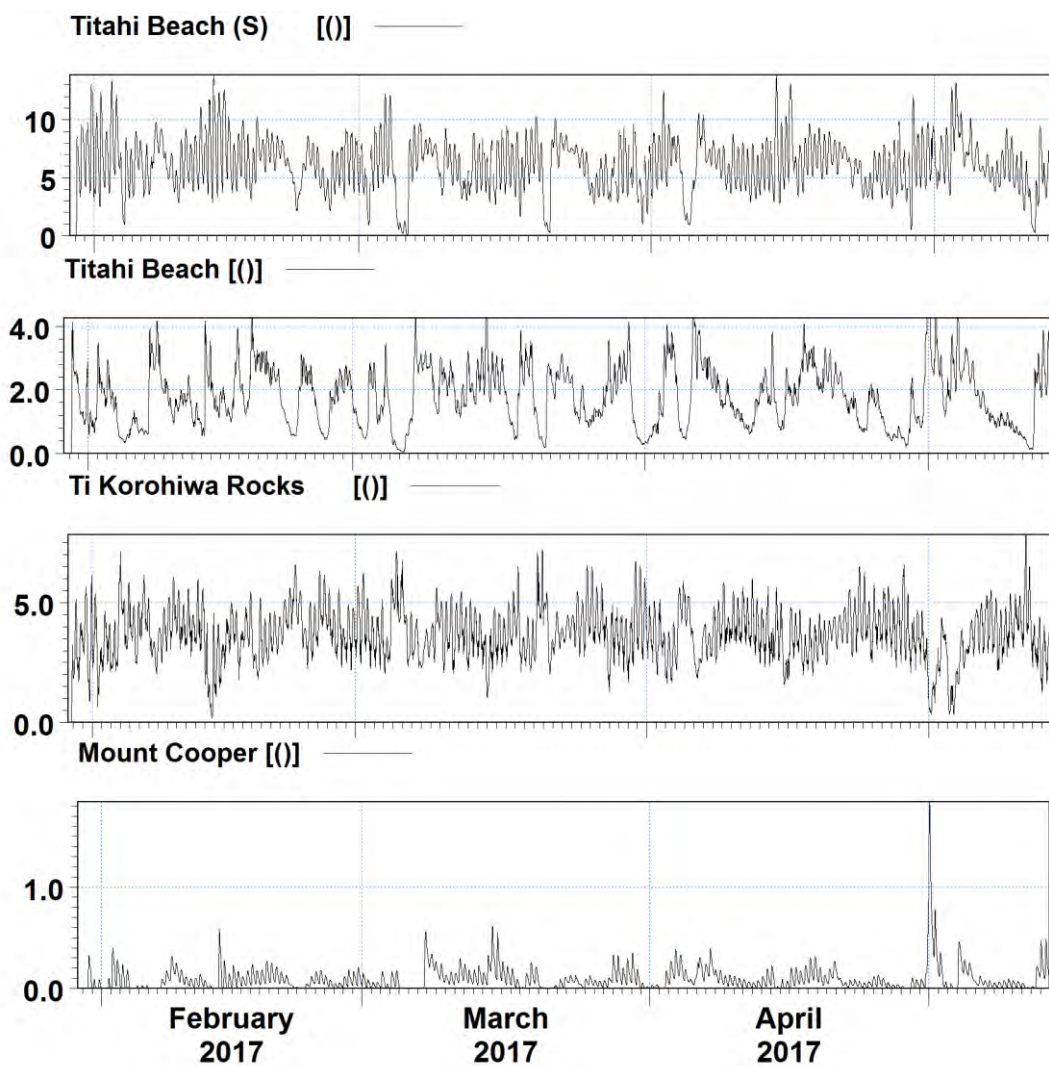 Titahi Beach (S) [()]
10
5
0
Titahi Beach [()]
4.0
2.0
0.0
Ti Korohiwa Rocks [()]
5.0
0.0
Mount Cooper [()]
1.0
0.0
February March April
2017 2017 2017